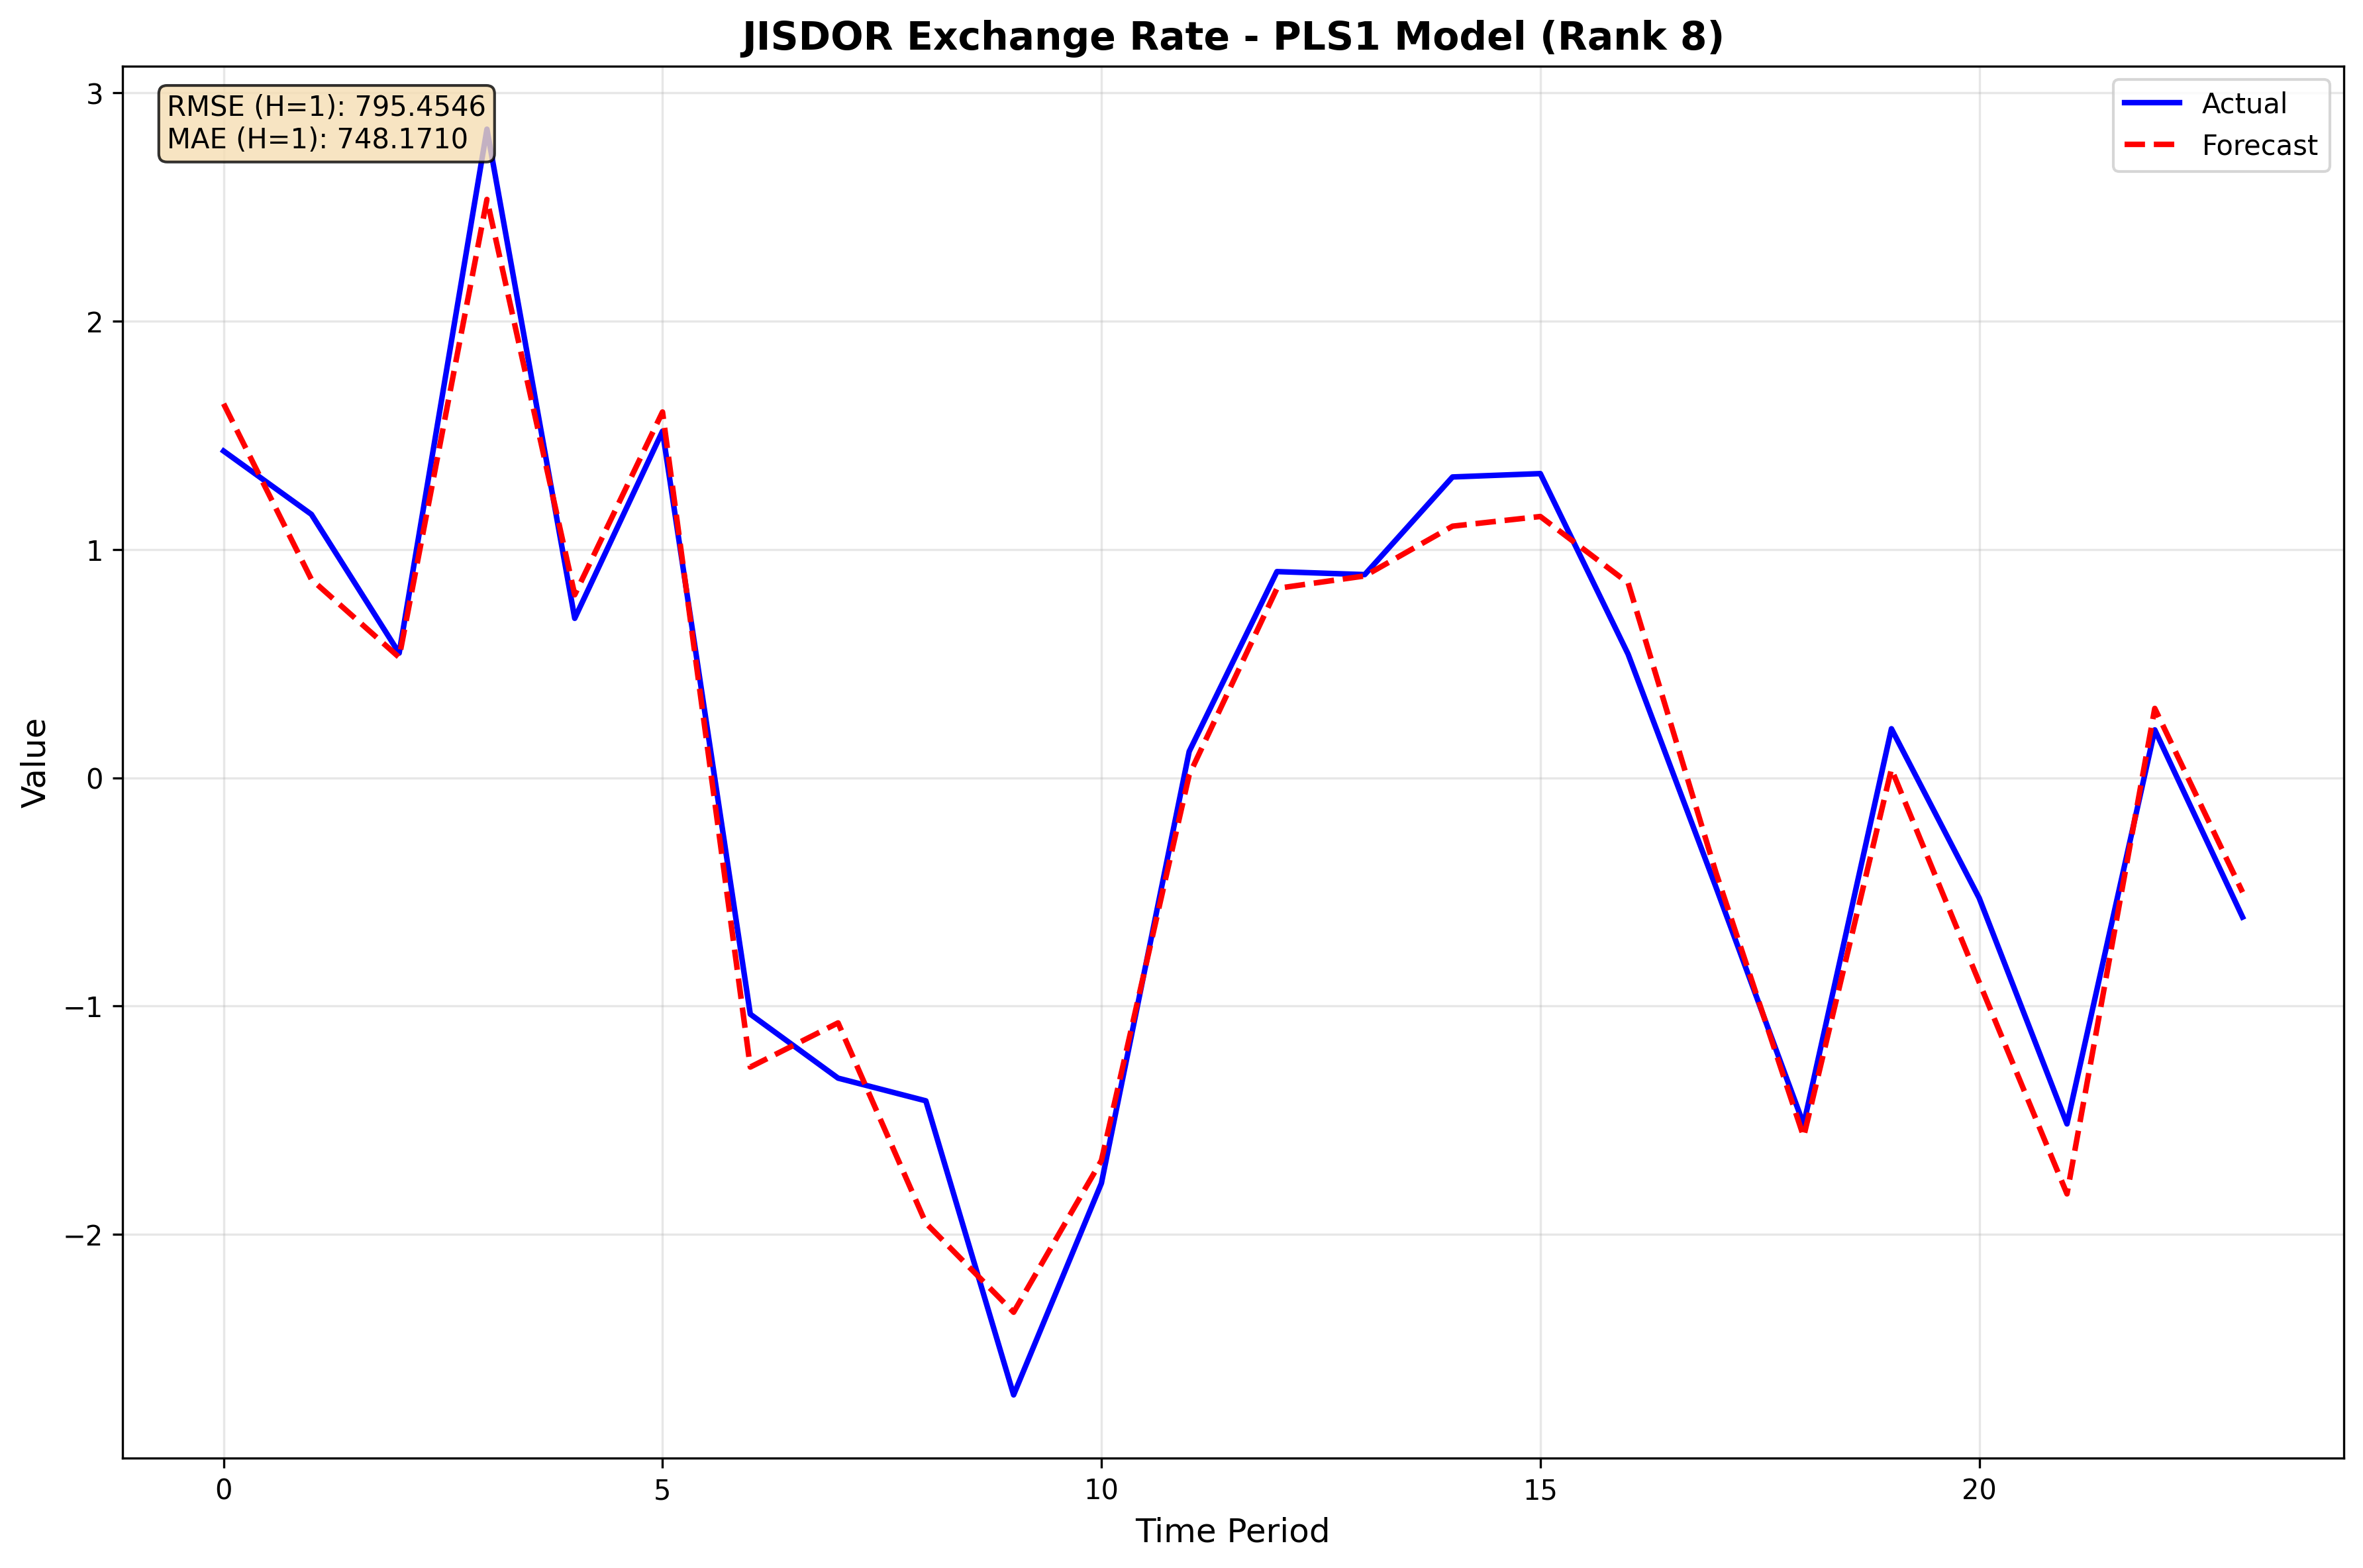 JISDOR Exchange Rate - PLS1 Model (Rank 8)
RMSE (H=1): 795.4546
MAE (H=1): 748.1710
Actual
Forecast
3
2
1
0
−1
−2
Value
0
5
10
15
20
Time Period